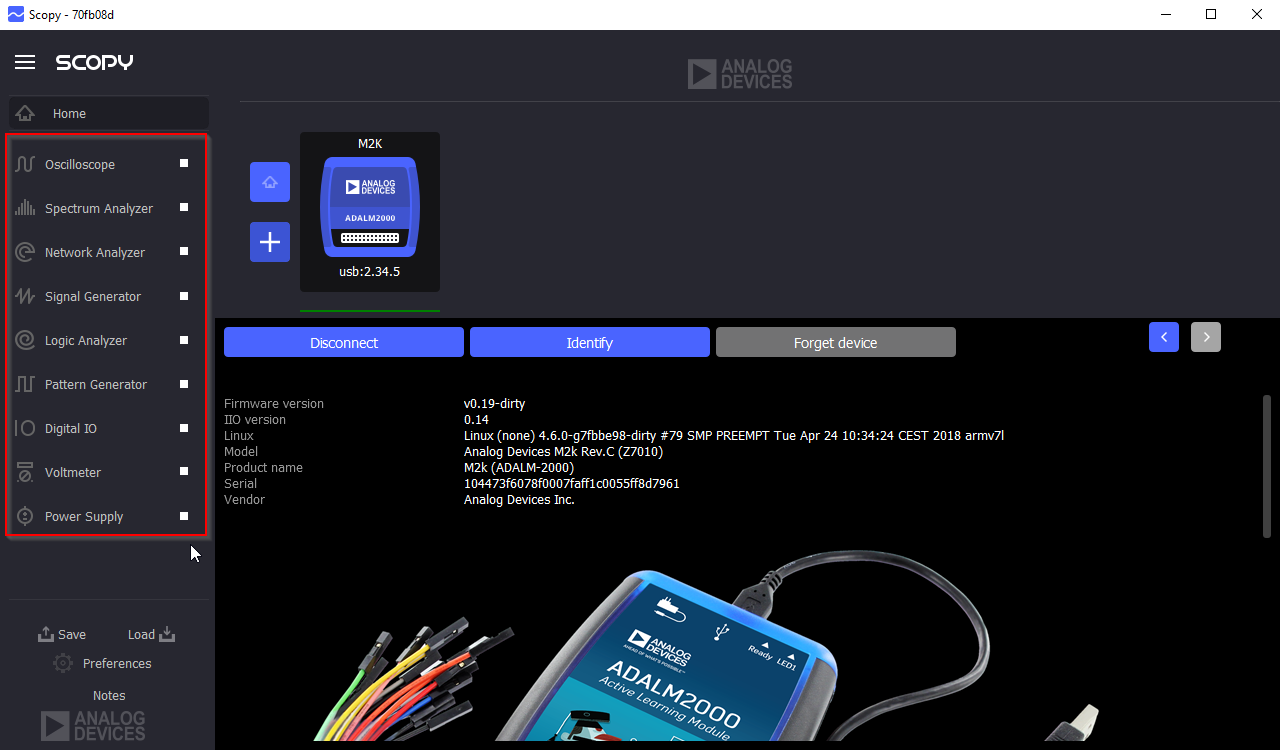 Scopy - 70fb08d
SCOPY
ANALOG
DEVICES
Home
Oscilloscope
Spectrum Analyzer
Network Analyzer
Signal Generator
Logic Analyzer
Pattern Generator
Digital IO
Voltmeter
Power Supply
Save Load
Preferences
Notes
ANALOG
DEVICES
M2K
ANALOG
DEVICES
ADALM2000
usb:2.34.5
Disconnect Identify Forget device
Firmware version v0.19-dirty
IIO version 0.14
Linux Linux (none) 4.6.0-g7fbbe98-dirty #79 SMP PREEMPT Tue Apr 24 10:34:24 CEST 2018 armv7l
Model Analog Devices M2k Rev.C (Z7010)
Product name M2k (ADALM-2000)
Serial 104473f6078f0007faff1c0055ff8d7961
Vendor Analog Devices Inc.
ANALOG
DEVICES
AHEAD OF WHAT'S POSSIBLE™
Ready LED1
ADALM2000
Active Learning Module